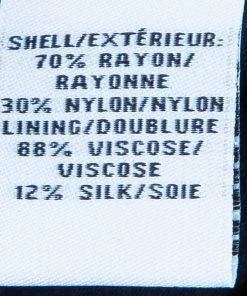 SHELL/EXTÉRIEUR:
70% RAYON/
RAYONNE
30% NYLON/NYLON
LINING/DOUBLURE
88% VISCOSE/
VISCOSE
12% SILK/SOIE